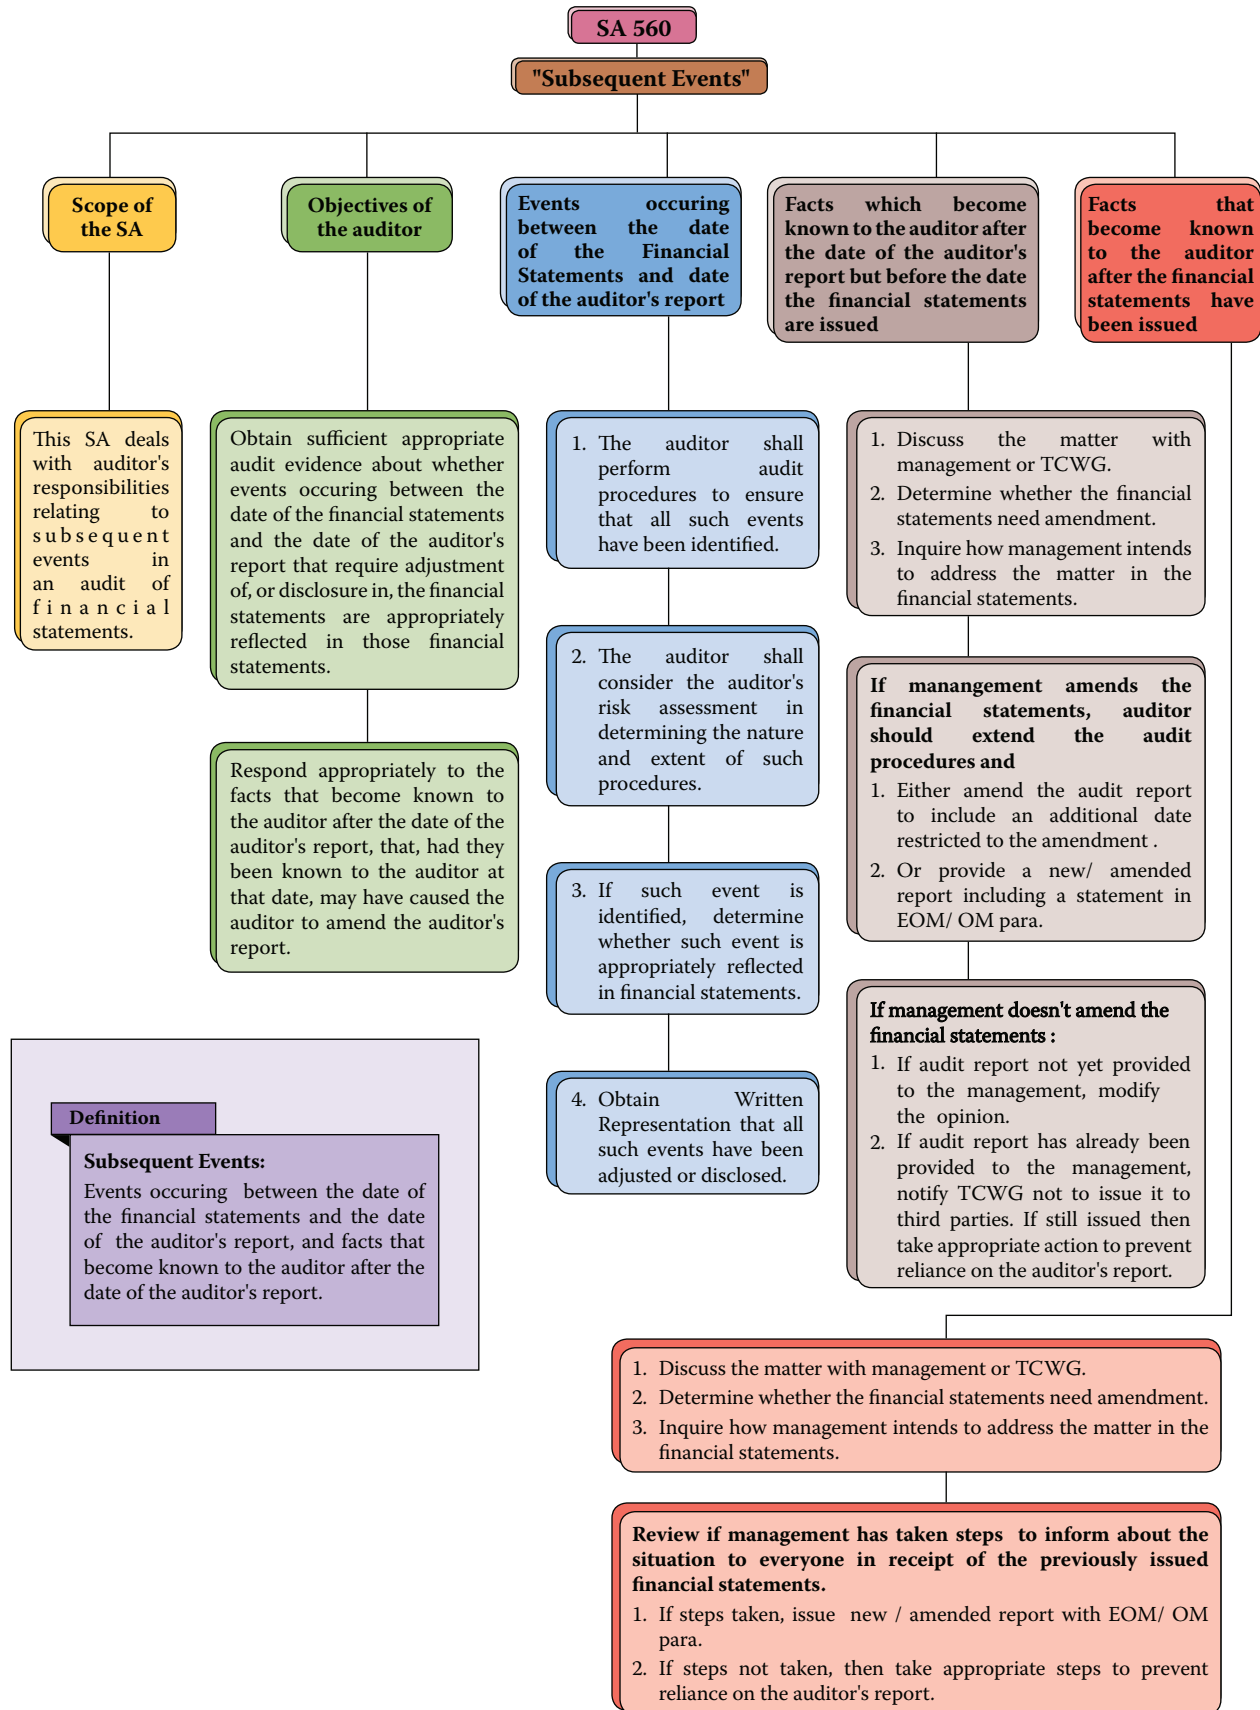 SA 560
"Subsequent Events"
Scope of
the SA
This SA deals
with auditor's
responsibilities
relating to
subsequent
events in
an audit of
financial
statements.
Objectives of
the auditor
Obtain sufficient appropriate
audit evidence about whether
events occuring between the
date of the financial statements
and the date of the auditor's
report that require adjustment
of, or disclosure in, the financial
statements are appropriately
reflected in those financial
statements.
Respond appropriately to the
facts that become known to
the auditor after the date of the
auditor's report, that, had they
been known to the auditor at
that date, may have caused the
auditor to amend the auditor's
report.
Events occuring
between the date
of the Financial
Statements and date
of the auditor's report
1. The auditor shall
perform audit
procedures to ensure
that all such events
have been identified.
2. The auditor shall
consider the auditor's
risk assessment in
determining the nature
and extent of such
procedures.
3. If such event is
identified, determine
whether such event is
appropriately reflected
in financial statements.
4. Obtain Written
Representation that all
such events have been
adjusted or disclosed.
Facts which become
known to the auditor after
the date of the auditor's
report but before the date
the financial statements
are issued
1. Discuss the matter with
management or TCWG.
2. Determine whether the financial
statements need amendment.
3. Inquire how management intends
to address the matter in the
financial statements.
If manangement amends the
financial statements, auditor
should extend the audit
procedures and
1. Either amend the audit report
to include an additional date
restricted to the amendment .
2. Or provide a new/ amended
report including a statement in
EOM/ OM para.
If management doesn't amend the
financial statements :
1. If audit report not yet provided
to the management, modify
the opinion.
2. If audit report has already been
provided to the management,
notify TCWG not to issue it to
third parties. If still issued then
take appropriate action to prevent
reliance on the auditor's report.
Facts that
become known
to the auditor
after the financial
statements have
been issued
1. Discuss the matter with management or TCWG.
2. Determine whether the financial statements need amendment.
3. Inquire how management intends to address the matter in the
financial statements.
Review if management has taken steps to inform about the
situation to everyone in receipt of the previously issued
financial statements.
1. If steps taken, issue new / amended report with EOM/ OM
para.
2. If steps not taken, then take appropriate steps to prevent
reliance on the auditor's report.
Definition
Subsequent Events:
Events occuring between the date of
the financial statements and the date
of the auditor's report, and facts that
become known to the auditor after the
date of the auditor's report.